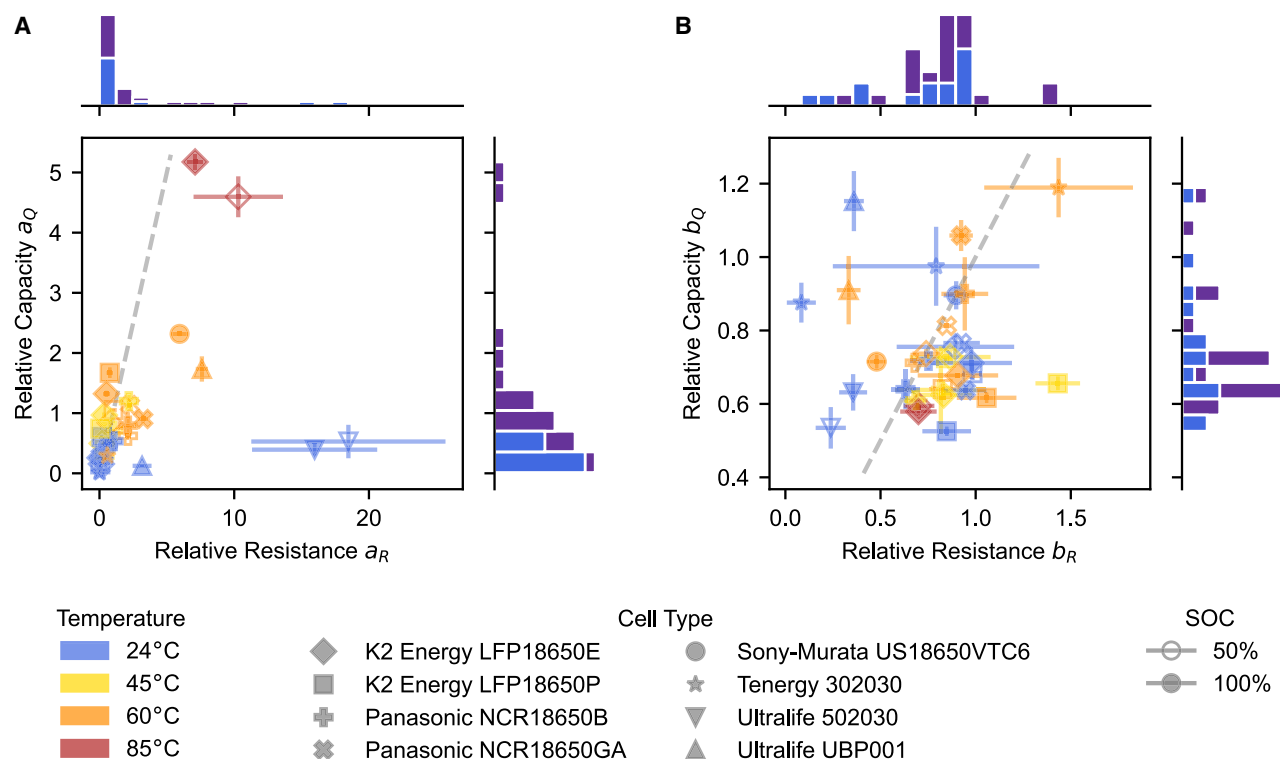 A
B
5
4
3
2
1
0
Relative Capacity a_Q
0
10
20
Relative Resistance a_R
1.2
1.0
0.8
0.6
0.4
Relative Capacity b_Q
0.0
0.5
1.0
1.5
Relative Resistance b_R
Temperature
24°C
45°C
60°C
85°C
Cell Type
K2 Energy LFP18650E
K2 Energy LFP18650P
Panasonic NCR18650B
Panasonic NCR18650GA
Sony-Murata US18650VTC6
Tenergy 302030
Ultralife 502030
Ultralife UBP001
SOC
50%
100%